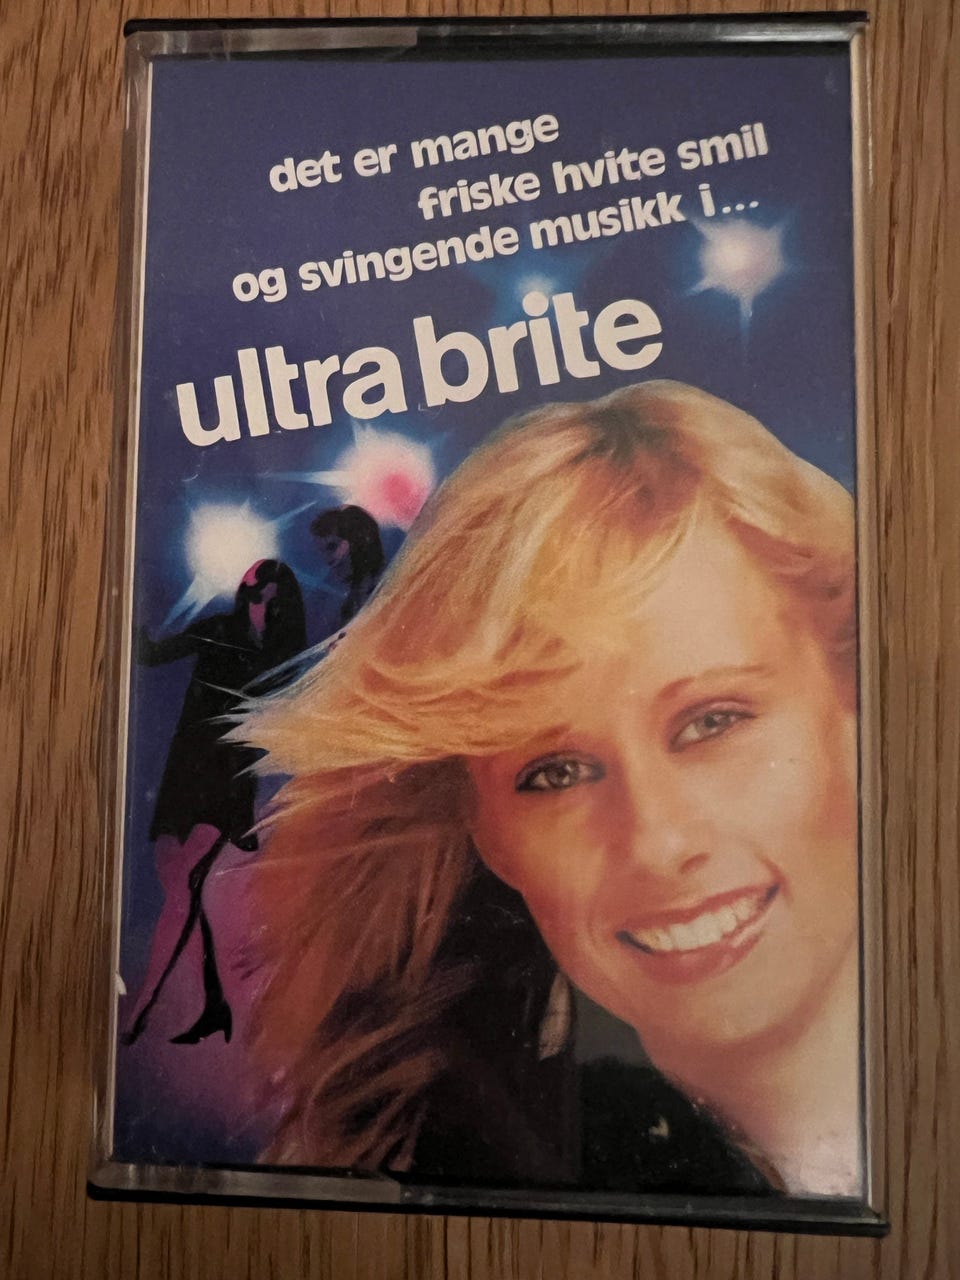 det er mange
friske hvite smil
og svingende musikk i...
ultra brite